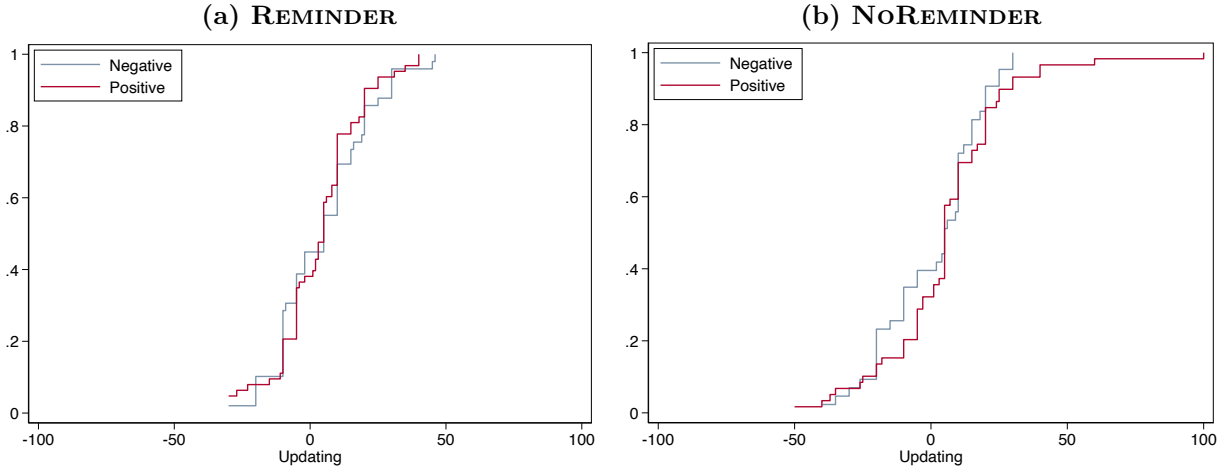 (a) REMINDER
Negative
Positive
1
.8
.6
.4
.2
0
-100
-50
0
50
100
Updating
(b) NOREMINDER
Negative
Positive
1
.8
.6
.4
.2
0
-100
-50
0
50
100
Updating